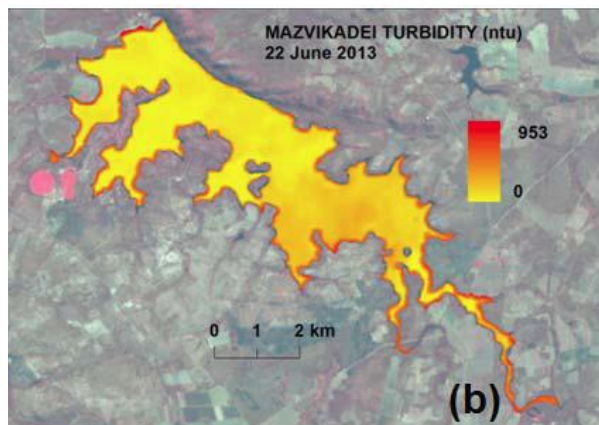 MAZVIKADEI TURBIDITY (ntu)
22 June 2013
953
0
0 1 2 km
(b)